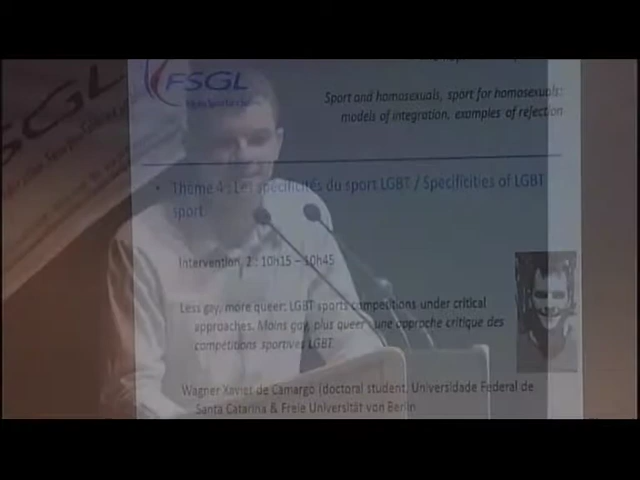 FSGL
SGL
Sport and homosexuals, sport for homosexuals:
models of integration, examples of rejection
• Thème 4 : Les spécificités du sport LGBT / Specificities of LGBT
sport.
Intervention 2 : 10h15 – 10h45
Less gay, more queer: LGBT sports competitions under critical
approaches. Moins gay, plus queer : une approche critique des
compétitions sportives LGBT.
Wagner Xavier de Camargo (doctoral student, Universidade Federal de
Santa Catarina & Freie Universität von Berlin